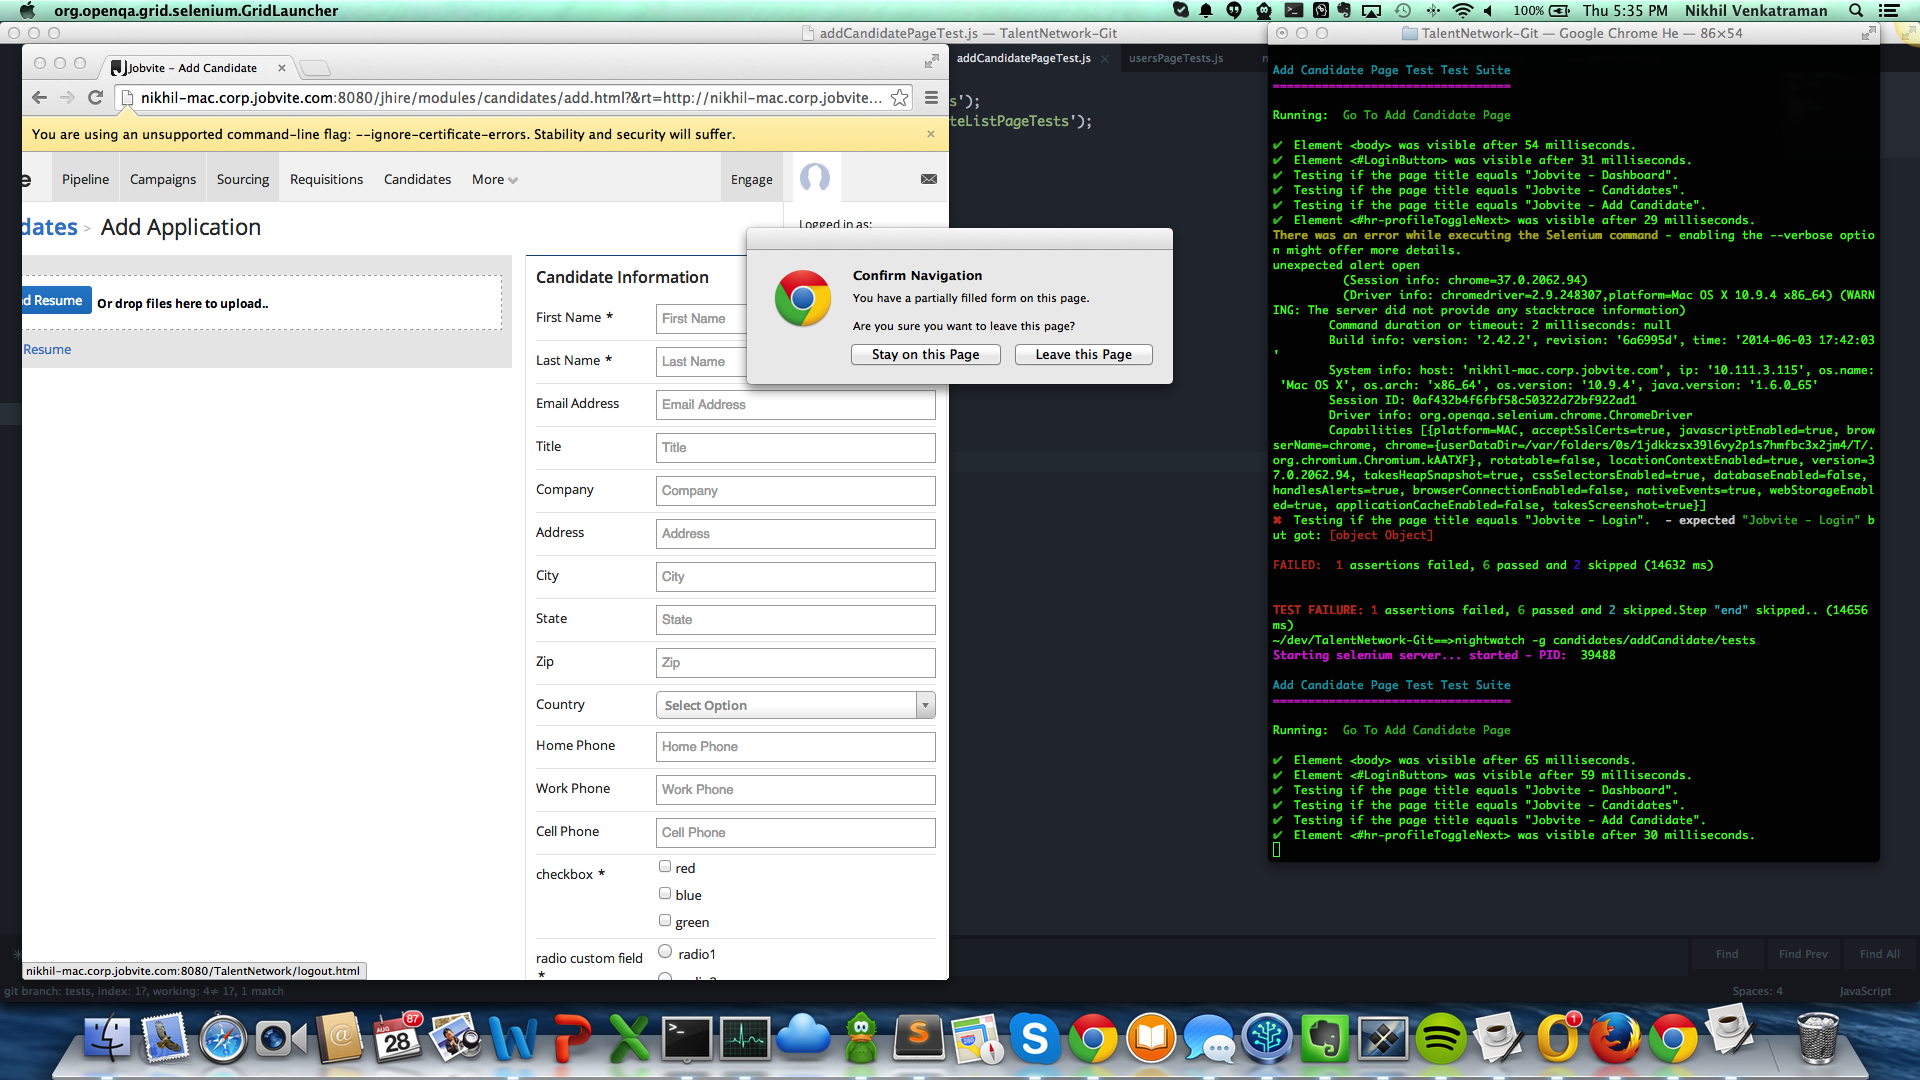 org.openqa.grid.selenium.GridLauncher
100%
Thu 5:35 PM
Nikhil Venkatraman
addCandidatePageTest.js — TalentNetwork-Git
Jobvite – Add Candidate
nikhil-mac.corp.jobvite.com:8080/jhire/modules/candidates/add.html?&rt=http://nikhil-mac.corp.jobvite...
You are using an unsupported command-line flag: --ignore-certificate-errors. Stability and security will suffer.
e
Pipeline
Campaigns
Sourcing
Requisitions
Candidates
More
Engage
dates > Add Application
Logged in as:
d Resume
Or drop files here to upload..
Resume
Candidate Information
First Name *
First Name
Last Name *
Last Name
Email Address
Email Address
Title
Title
Company
Company
Address
Address
City
City
State
State
Zip
Zip
Country
Select Option
Home Phone
Home Phone
Work Phone
Work Phone
Cell Phone
Cell Phone
checkbox *
red
blue
green
radio custom field
*
radio1
nikhil-mac.corp.jobvite.com:8080/TalentNetwork/logout.html
Confirm Navigation
You have a partially filled form on this page.
Are you sure you want to leave this page?
Stay on this Page
Leave this Page
addCandidatePageTest.js
usersPageTests.js
s');
teListPageTests');
git branch: tests, index: 1?, working: 4≠ 1?, 1 match
Find
Find Prev
Find All
Spaces: 4
JavaScript
TalentNetwork-Git — Google Chrome He — 86×54
Add Candidate Page Test Test Suite
==================================
Running:  Go To Add Candidate Page
✔  Element <body> was visible after 54 milliseconds.
✔  Element <#LoginButton> was visible after 31 milliseconds.
✔  Testing if the page title equals "Jobvite - Dashboard".
✔  Testing if the page title equals "Jobvite - Candidates".
✔  Testing if the page title equals "Jobvite - Add Candidate".
✔  Element <#hr-profileToggleNext> was visible after 29 milliseconds.
There was an error while executing the Selenium command - enabling the --verbose optio
n might offer more details.
unexpected alert open
(Session info: chrome=37.0.2062.94)
(Driver info: chromedriver=2.9.248307,platform=Mac OS X 10.9.4 x86_64) (WARN
ING: The server did not provide any stacktrace information)
Command duration or timeout: 2 milliseconds: null
Build info: version: '2.42.2', revision: '6a6995d', time: '2014-06-03 17:42:03
'
System info: host: 'nikhil-mac.corp.jobvite.com', ip: '10.111.3.115', os.name:
'Mac OS X', os.arch: 'x86_64', os.version: '10.9.4', java.version: '1.6.0_65'
Session ID: 0af432b4f6fbf58c50322d72bf922ad1
Driver info: org.openqa.selenium.chrome.ChromeDriver
Capabilities [{platform=MAC, acceptSslCerts=true, javascriptEnabled=true, brow
serName=chrome, chrome={userDataDir=/var/folders/0s/1jdkkzsx39l6vy2p1s7hmfbc3x2jm4/T/.
org.chromium.Chromium.kAATXF}, rotatable=false, locationContextEnabled=true, version=3
7.0.2062.94, takesHeapSnapshot=true, cssSelectorsEnabled=true, databaseEnabled=false,
handlesAlerts=true, browserConnectionEnabled=false, nativeEvents=true, webStorageEnabl
ed=true, applicationCacheEnabled=false, takesScreenshot=true}]
✖  Testing if the page title equals "Jobvite - Login".  - expected "Jobvite - Login" b
ut got: [object Object]
FAILED:  1 assertions failed, 6 passed and 2 skipped (14632 ms)
TEST FAILURE: 1 assertions failed, 6 passed and 2 skipped.Step "end" skipped.. (14656
ms)
~/dev/TalentNetwork-Git==>nightwatch -g candidates/addCandidate/tests
Starting selenium server... started - PID:  39488
Add Candidate Page Test Test Suite
==================================
Running:  Go To Add Candidate Page
✔  Element <body> was visible after 65 milliseconds.
✔  Element <#LoginButton> was visible after 59 milliseconds.
✔  Testing if the page title equals "Jobvite - Dashboard".
✔  Testing if the page title equals "Jobvite - Candidates".
✔  Testing if the page title equals "Jobvite - Add Candidate".
✔  Element <#hr-profileToggleNext> was visible after 30 milliseconds.
AUG
28
87
1